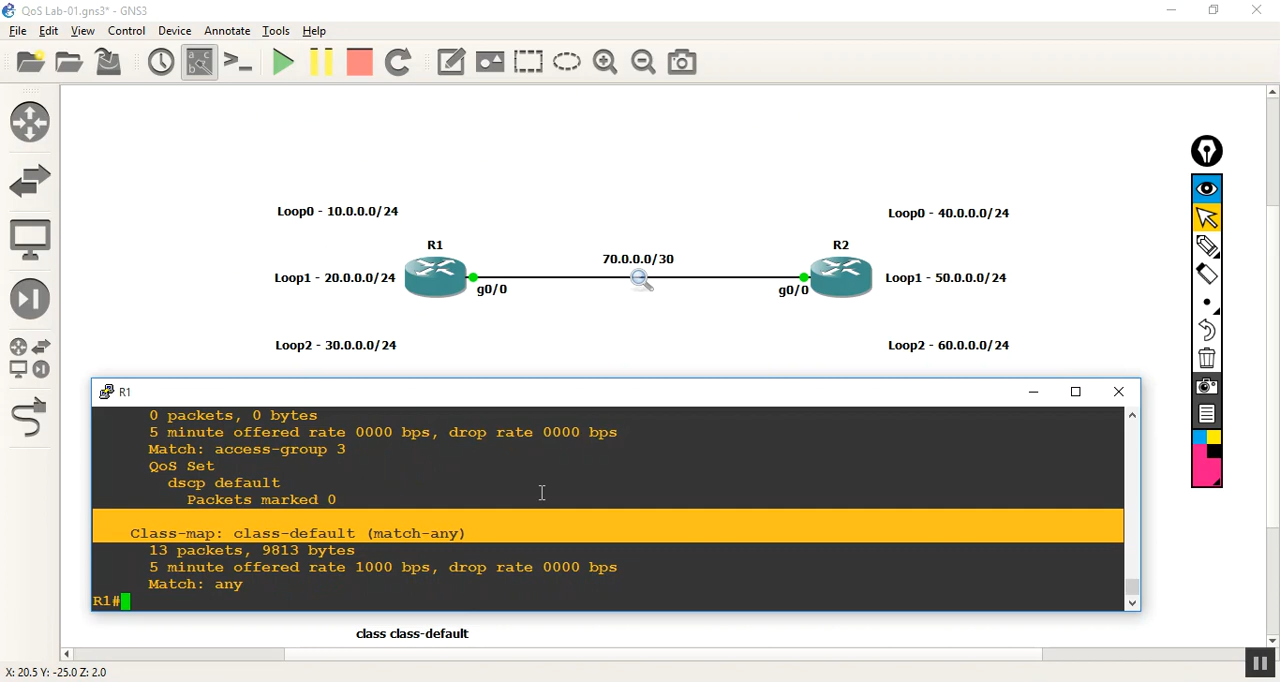 QoS Lab-01.gns3* - GNS3
File Edit View Control Device Annotate Tools Help
Loop0 - 10.0.0.0/24
Loop0 - 40.0.0.0/24
R1
R2
70.0.0.0/30
Loop1 - 20.0.0.0/24
Loop1 - 50.0.0.0/24
g0/0
g0/0
Loop2 - 30.0.0.0/24
Loop2 - 60.0.0.0/24
R1
0 packets, 0 bytes
5 minute offered rate 0000 bps, drop rate 0000 bps
Match: access-group 3
QoS Set
dscp default
Packets marked 0
Class-map: class-default (match-any)
13 packets, 9813 bytes
5 minute offered rate 1000 bps, drop rate 0000 bps
Match: any
R1#
class class-default
X: 20.5 Y: -25.0 Z: 2.0